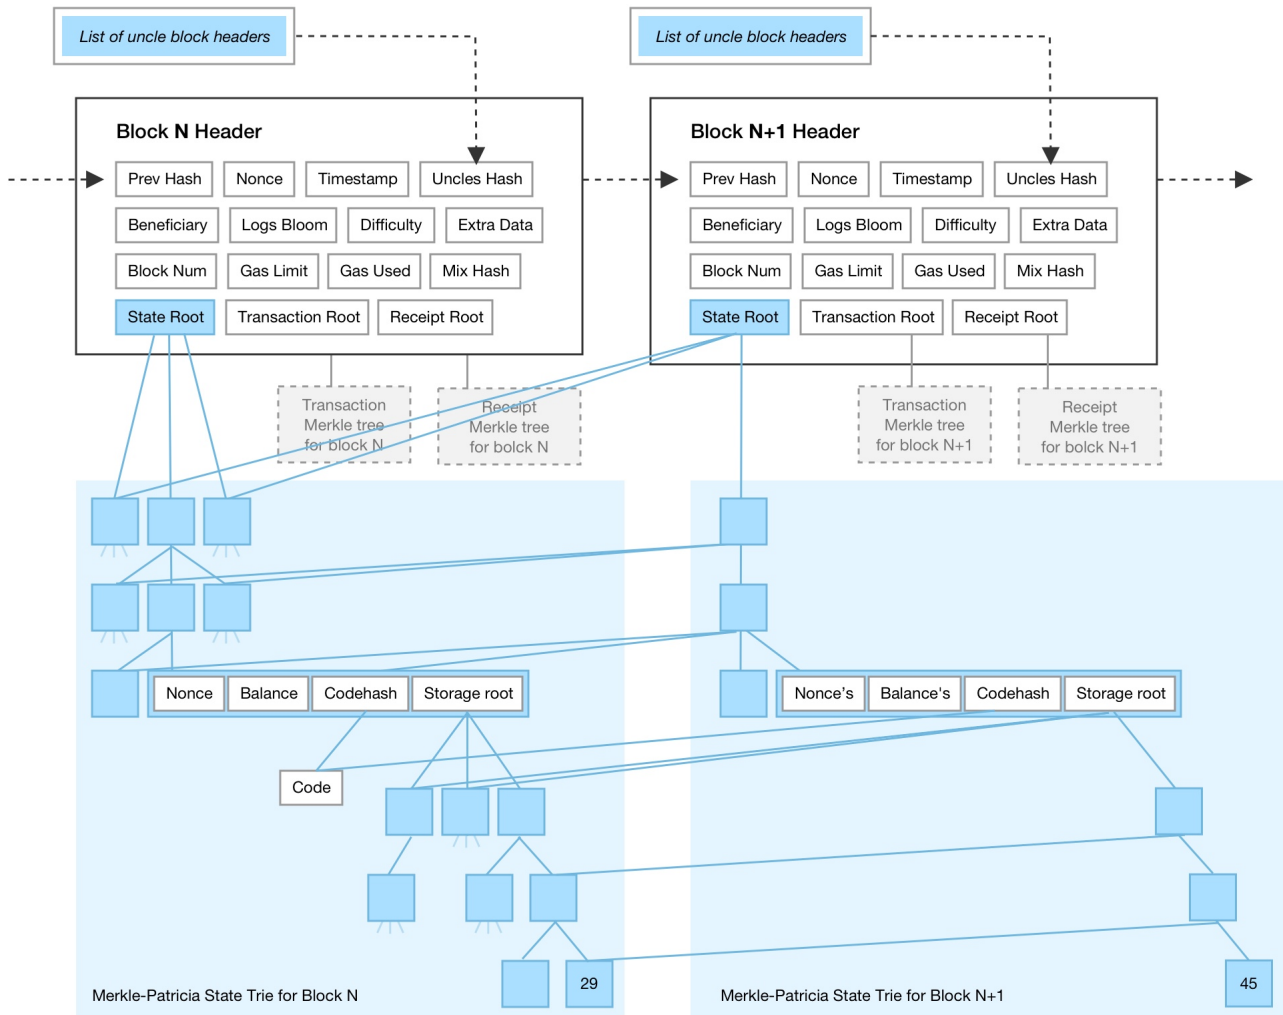 List of uncle block headers
List of uncle block headers
Block N Header
Prev Hash Nonce Timestamp Uncles Hash
Beneficiary Logs Bloom Difficulty Extra Data
Block Num Gas Limit Gas Used Mix Hash
State Root Transaction Root Receipt Root
Block N+1 Header
Prev Hash Nonce Timestamp Uncles Hash
Beneficiary Logs Bloom Difficulty Extra Data
Block Num Gas Limit Gas Used Mix Hash
State Root Transaction Root Receipt Root
Transaction
Merkle tree
for block N
Receipt
Merkle tree
for bolck N
Transaction
Merkle tree
for block N+1
Receipt
Merkle tree
for bolck N+1
Nonce Balance Codehash Storage root
Nonce's Balance's Codehash Storage root
Code
29
45
Merkle-Patricia State Trie for Block N
Merkle-Patricia State Trie for Block N+1